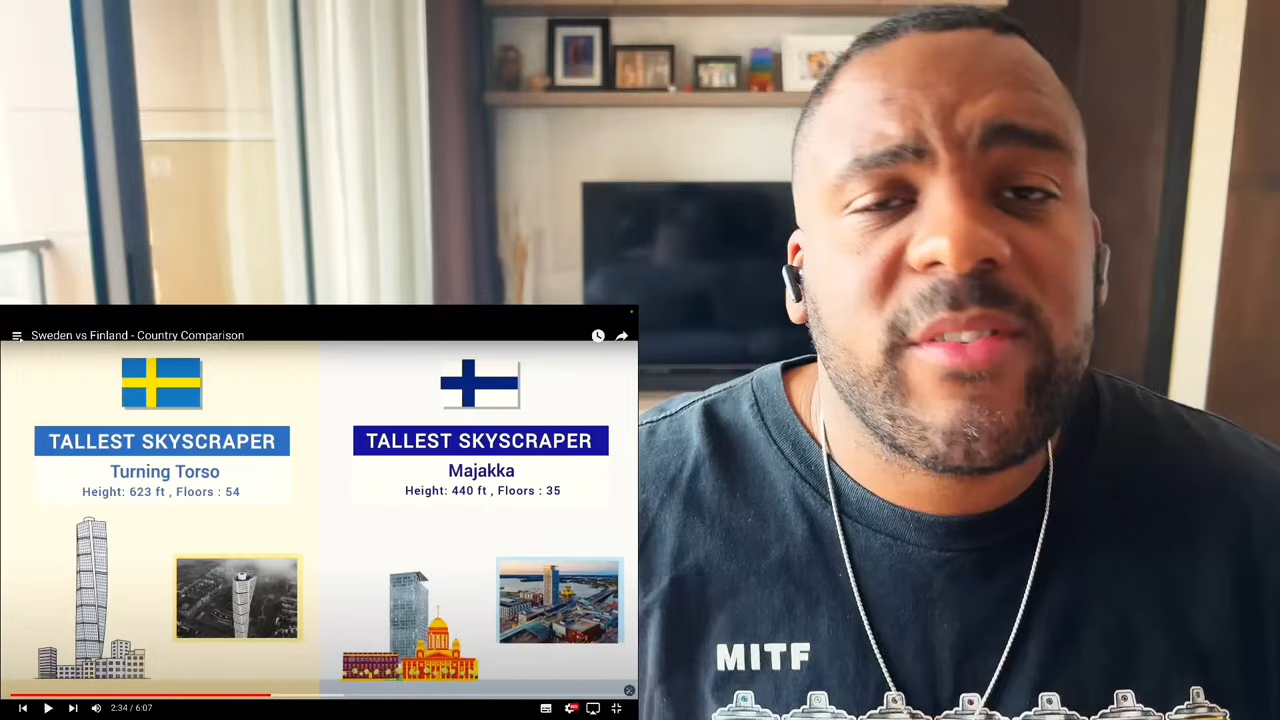 Sweden vs Finland - Country Comparison
TALLEST SKYSCRAPER
Turning Torso
Height: 623 ft , Floors : 54
TALLEST SKYSCRAPER
Majakka
Height: 440 ft , Floors : 35
2:34 / 6:07
MITF